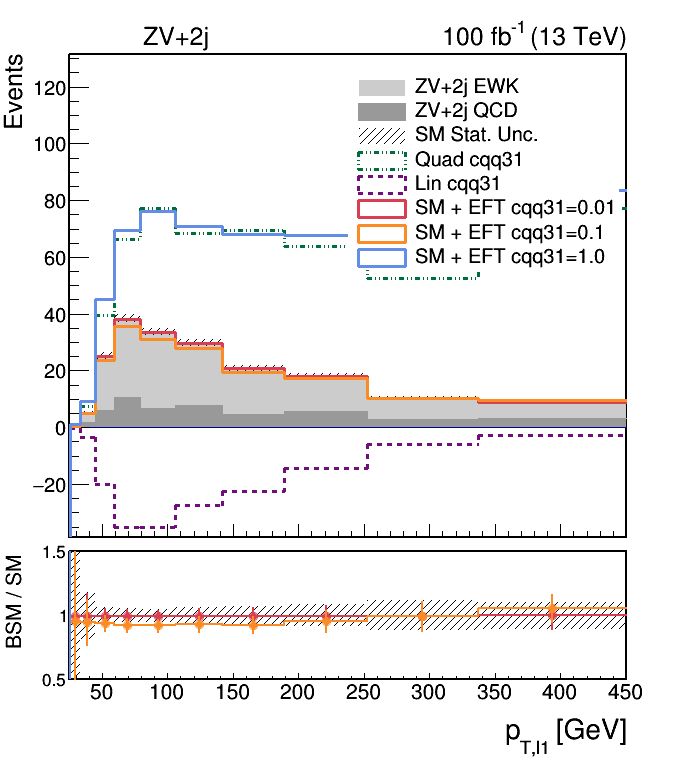 ZV+2j 100 fb-1 (13 TeV)
Events
120
100
80
60
40
20
0
−20
ZV+2j EWK
ZV+2j QCD
SM Stat. Unc.
Quad cqq31
Lin cqq31
SM + EFT cqq31=0.01
SM + EFT cqq31=0.1
SM + EFT cqq31=1.0
BSM / SM
1.5
1
0.5
50 100 150 200 250 300 350 400 450
pT,l1 [GeV]